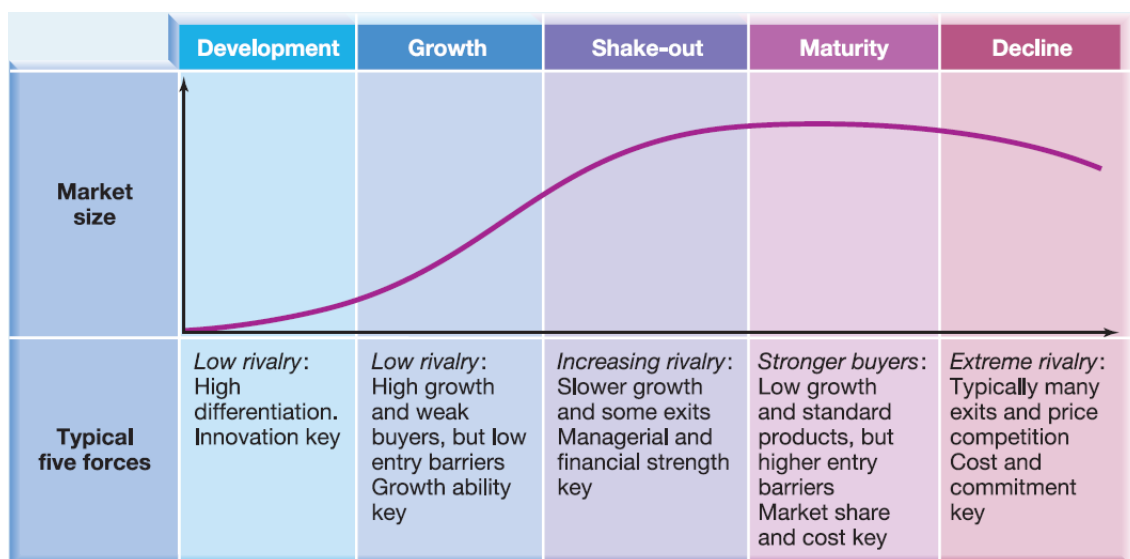 Development
Growth
Shake-out
Maturity
Decline
Market
size
Typical
five forces
Low rivalry:
High
differentiation.
Innovation key
Low rivalry:
High growth
and weak
buyers, but low
entry barriers
Growth ability
key
Increasing rivalry:
Slower growth
and some exits
Managerial and
financial strength
key
Stronger buyers:
Low growth
and standard
products, but
higher entry
barriers
Market share
and cost key
Extreme rivalry:
Typically many
exits and price
competition
Cost and
commitment
key